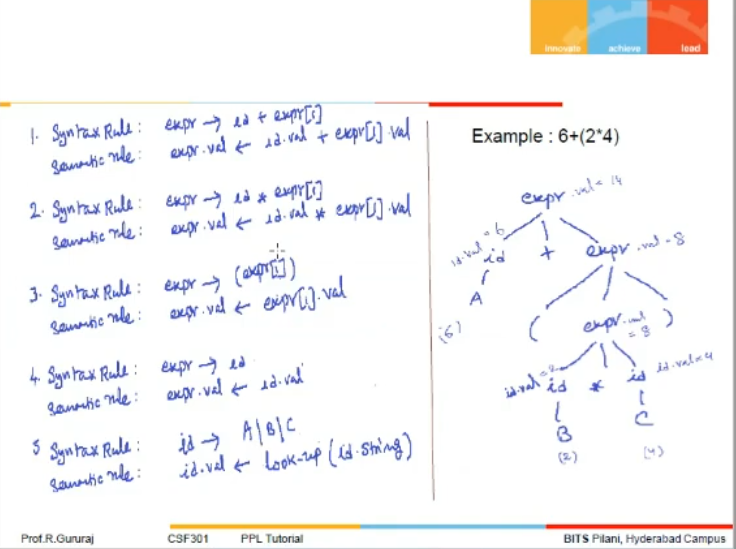 innovate achieve lead
1. Syntax Rule: expr → id + expr[1]
Semantic rule: expr.val ← id.val + expr[1].val
2. Syntax Rule: expr → id * expr[1]
Semantic rule: expr.val ← id.val * expr[1].val
3. Syntax Rule: expr → (expr[1])
Semantic rule: expr.val ← expr[1].val
4. Syntax Rule: expr → id
Semantic rule: expr.val ← id.val
5 Syntax Rule: id → A|B|C
Semantic rule: id.val ← look-up (id.string)
Example : 6+(2*4)
expr.val = 14
id.val = 6 id + expr.val = 8
A
(6)
( expr.val = 8 )
id.val = 2 id * id id.val = 4
B C
(2) (4)
Prof.R.Gururaj CSF301 PPL Tutorial BITS Pilani, Hyderabad Campus